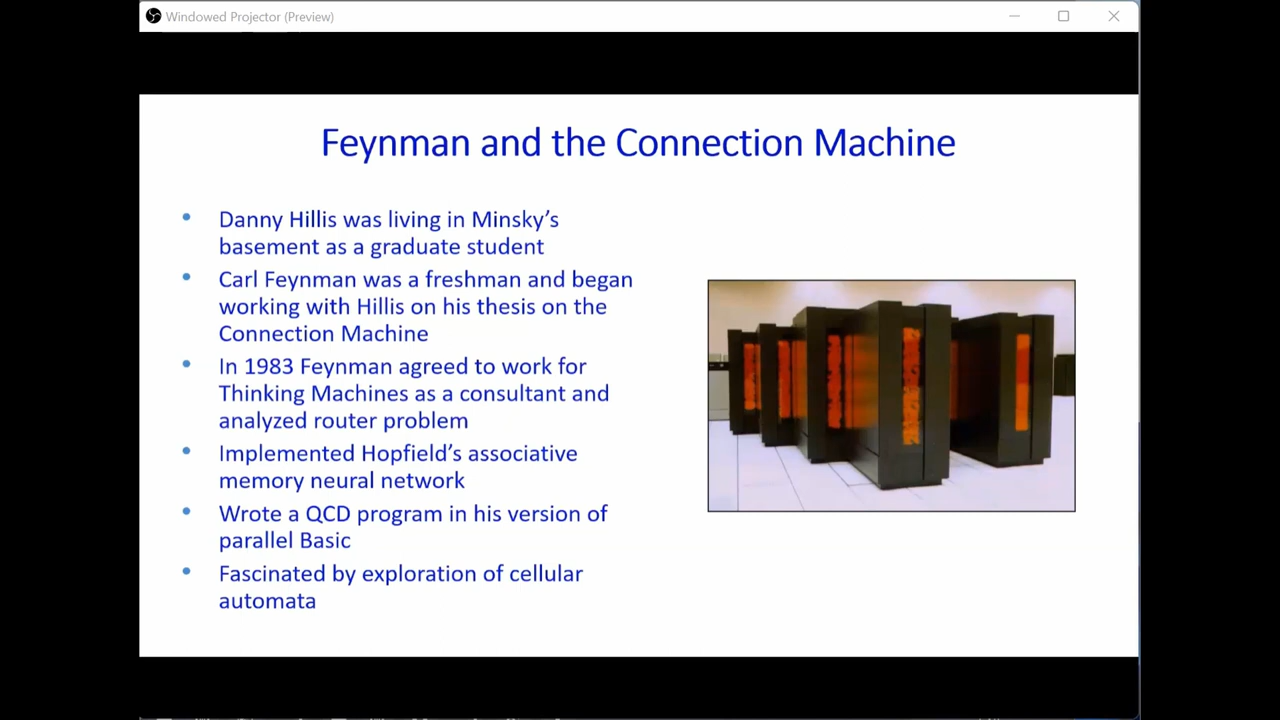 Windowed Projector (Preview)
Feynman and the Connection Machine
• Danny Hillis was living in Minsky’s
basement as a graduate student
• Carl Feynman was a freshman and began
working with Hillis on his thesis on the
Connection Machine
• In 1983 Feynman agreed to work for
Thinking Machines as a consultant and
analyzed router problem
• Implemented Hopfield’s associative
memory neural network
• Wrote a QCD program in his version of
parallel Basic
• Fascinated by exploration of cellular
automata